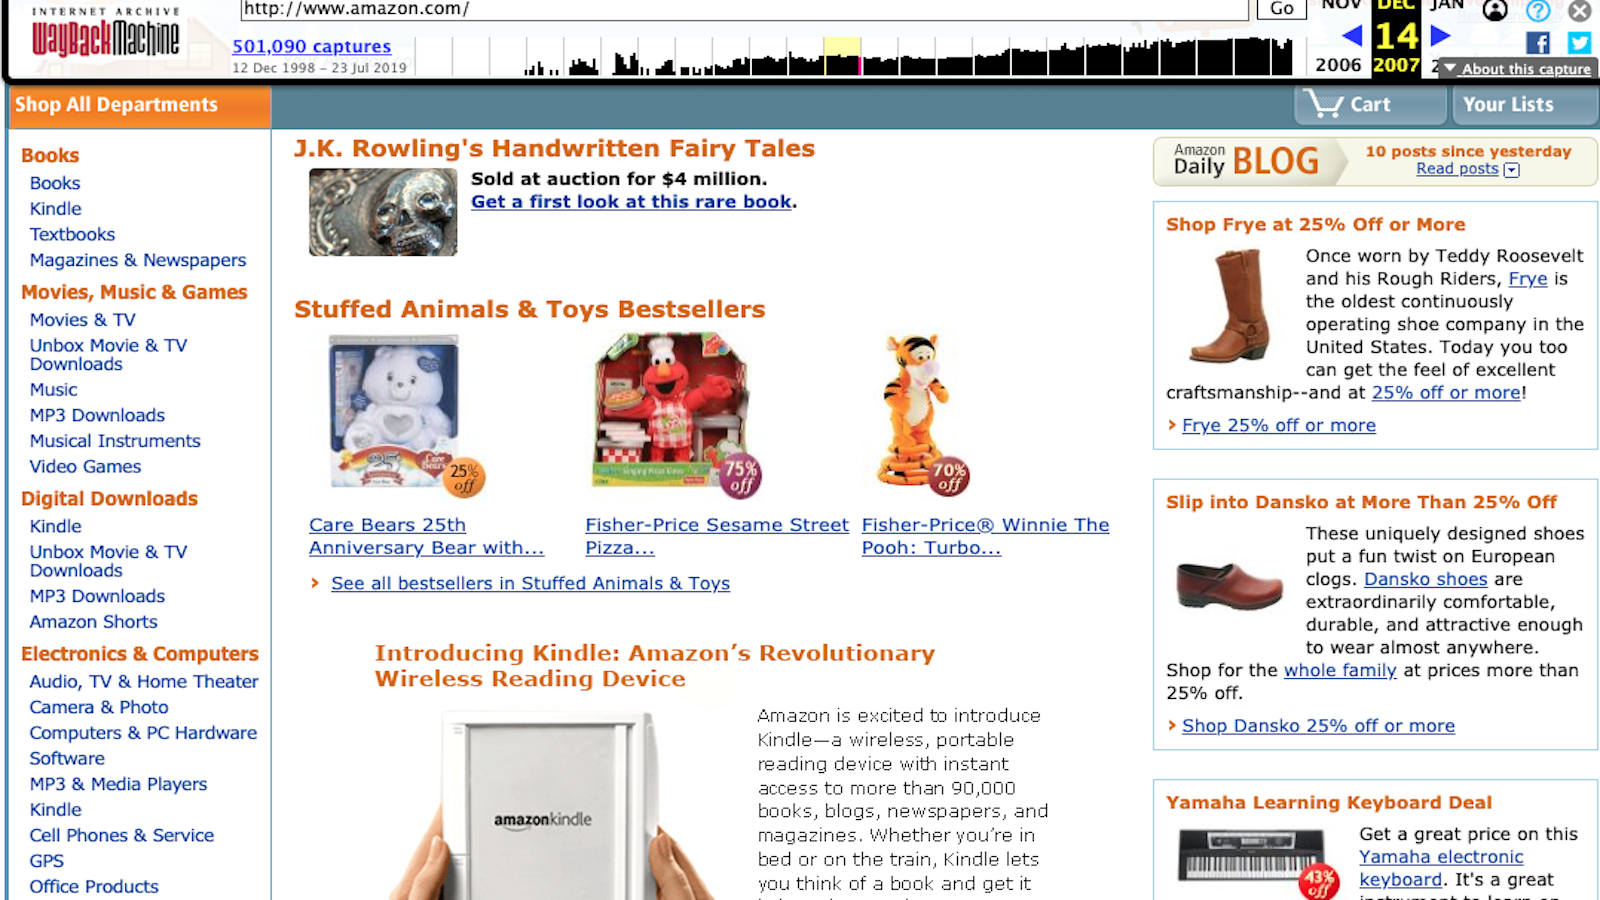 INTERNET ARCHIVE
WayBackMachine
http://www.amazon.com/
Go
501,090 captures
12 Dec 1998 – 23 Jul 2019
NOV DEC JAN
14
2006 2007 2
About this capture
Shop All Departments
Cart
Your Lists
Books
Books
Kindle
Textbooks
Magazines & Newspapers
Movies, Music & Games
Movies & TV
Unbox Movie & TV
Downloads
Music
MP3 Downloads
Musical Instruments
Video Games
Digital Downloads
Kindle
Unbox Movie & TV
Downloads
MP3 Downloads
Amazon Shorts
Electronics & Computers
Audio, TV & Home Theater
Camera & Photo
Computers & PC Hardware
Software
MP3 & Media Players
Kindle
Cell Phones & Service
GPS
Office Products
J.K. Rowling's Handwritten Fairy Tales
Sold at auction for $4 million.
Get a first look at this rare book.
Stuffed Animals & Toys Bestsellers
25% off
75% off
70% off
Care Bears 25th
Anniversary Bear with...
Fisher-Price Sesame Street
Pizza...
Fisher-Price® Winnie The
Pooh: Turbo...
› See all bestsellers in Stuffed Animals & Toys
Introducing Kindle: Amazon’s Revolutionary
Wireless Reading Device
amazonkindle
Amazon is excited to introduce
Kindle—a wireless, portable
reading device with instant
access to more than 90,000
books, blogs, newspapers, and
magazines. Whether you’re in
bed or on the train, Kindle lets
you think of a book and get it
Amazon
Daily BLOG
10 posts since yesterday
Read posts
Shop Frye at 25% Off or More
Once worn by Teddy Roosevelt
and his Rough Riders, Frye is
the oldest continuously
operating shoe company in the
United States. Today you too
can get the feel of excellent
craftsmanship--and at 25% off or more!
› Frye 25% off or more
Slip into Dansko at More Than 25% Off
These uniquely designed shoes
put a fun twist on European
clogs. Dansko shoes are
extraordinarily comfortable,
durable, and attractive enough
to wear almost anywhere.
Shop for the whole family at prices more than
25% off.
› Shop Dansko 25% off or more
Yamaha Learning Keyboard Deal
43% off
Get a great price on this
Yamaha electronic
keyboard. It's a great
instrument to learn on